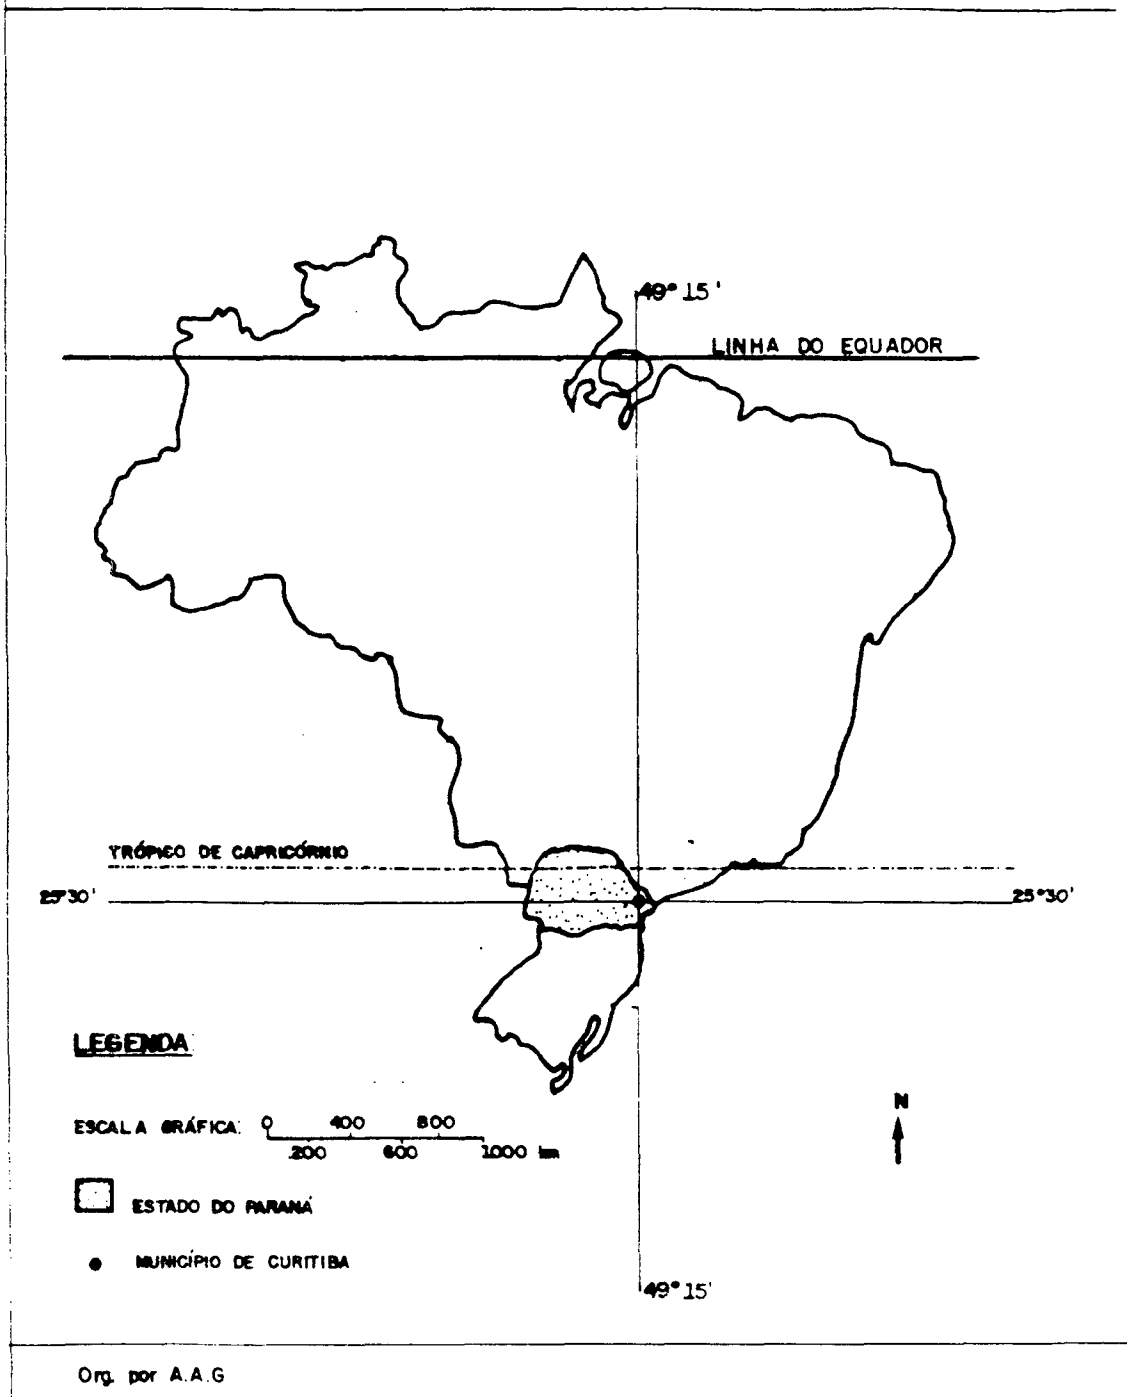 49° 15'
LINHA DO EQUADOR
TRÓPICO DE CAPRICÓRNIO
25°30'
25°30'
LEGENDA
N
ESCALA GRÁFICA: 0 400 800
200 600 1000 km
ESTADO DO PARANÁ
MUNICÍPIO DE CURITIBA
49° 15'
Org. por A.A.G